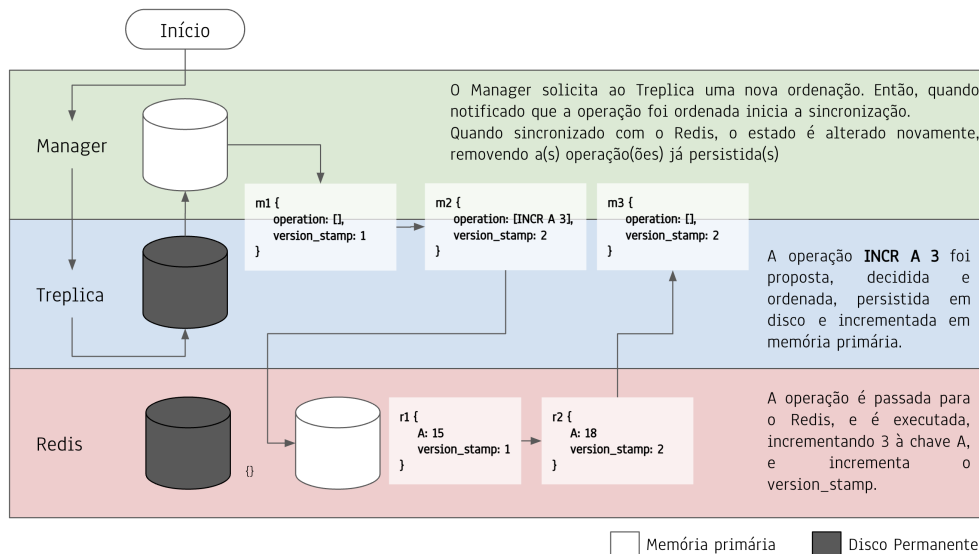 Início
O Manager solicita ao Treplica uma nova ordenação. Então, quando
notificado que a operação foi ordenada inicia a sincronização.
Quando sincronizado com o Redis, o estado é alterado novamente,
removendo a(s) operação(ões) já persistida(s)
Manager
m1 {
operation: [],
version_stamp: 1
}
m2 {
operation: [INCR A 3],
version_stamp: 2
}
m3 {
operation: [],
version_stamp: 2
}
Treplica
A operação INCR A 3 foi
proposta, decidida e
ordenada, persistida em
disco e incrementada em
memória primária.
Redis
{}
r1 {
A: 15
version_stamp: 1
}
r2 {
A: 18
version_stamp: 2
}
A operação é passada para
o Redis, e é executada,
incrementando 3 à chave A,
e incrementa o
version_stamp.
Memória primária
Disco Permanente